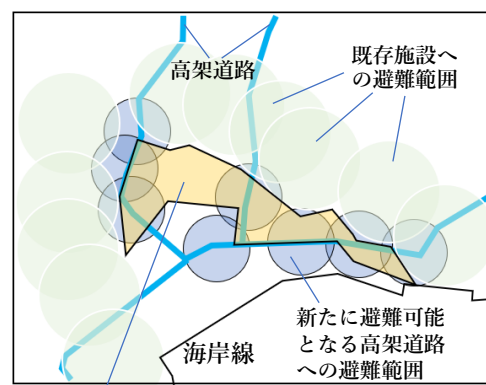 高架道路
既存施設へ
の避難範囲
新たに避難可能
となる高架道路
への避難範囲
海岸線